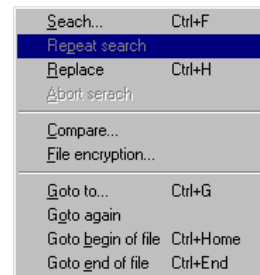 Seach... Ctrl+F
Repeat search
Replace Ctrl+H
Abort serach
Compare...
File encryption...
Goto to... Ctrl+G
Goto again
Goto begin of file Ctrl+Home
Goto end of file Ctrl+End